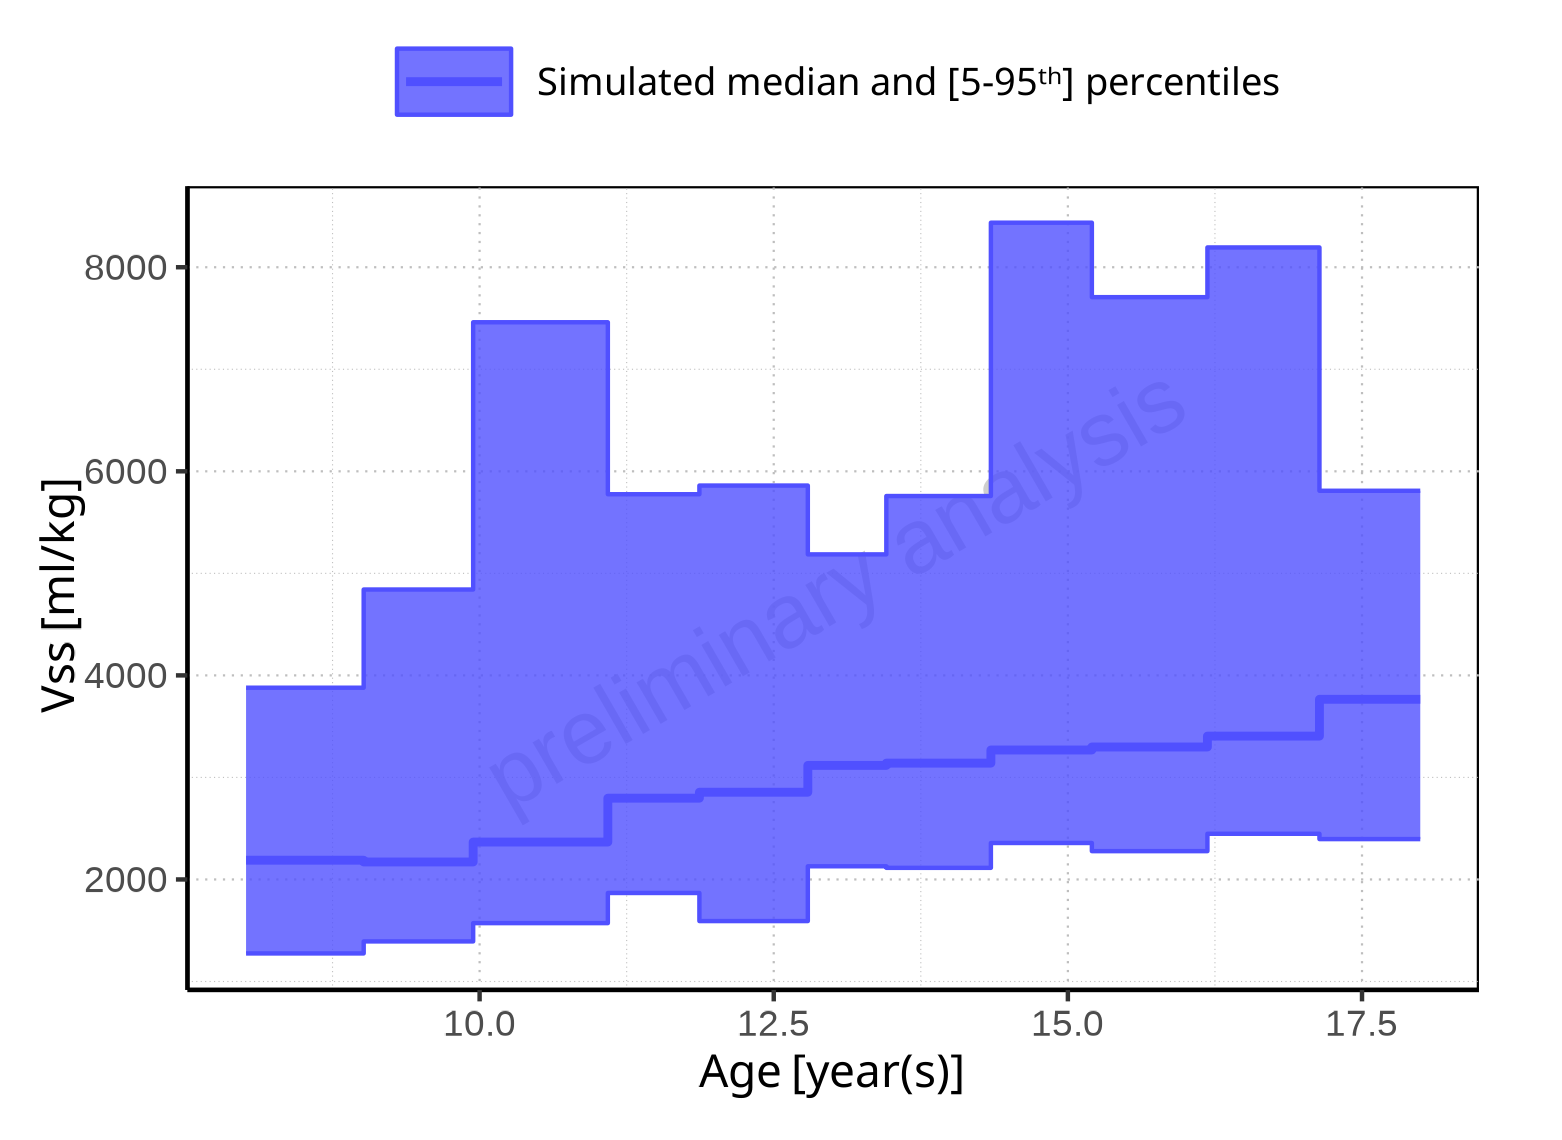 Simulated median and [5-95ᵗʰ] percentiles
8000
6000
4000
2000
Vss [ml/kg]
preliminary analysis
10.0 12.5 15.0 17.5
Age [year(s)]